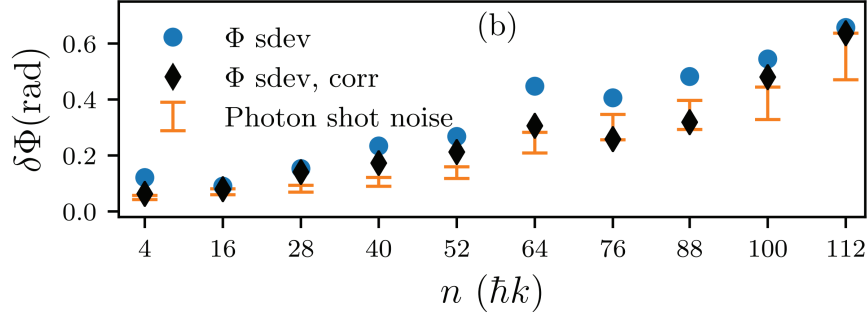 (b)
Φ sdev
Φ sdev, corr
Photon shot noise
δΦ(rad)
0.6
0.4
0.2
0.0
4 16 28 40 52 64 76 88 100 112
n (ℏk)